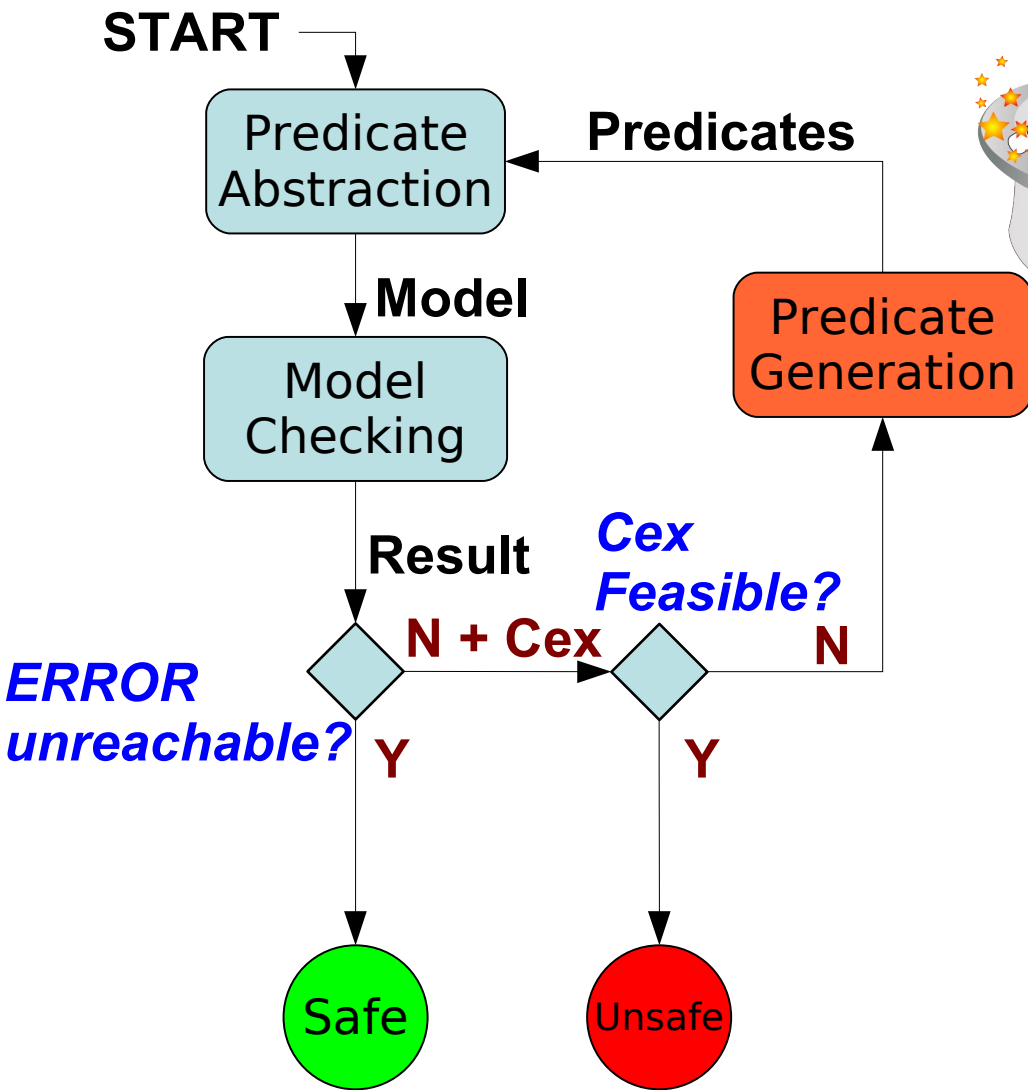 START
Predicate
Abstraction
Predicates
Model
Predicate
Generation
Model
Checking
Result
Cex
Feasible?
N + Cex
N
ERROR
unreachable?
Y
Y
Safe
Unsafe